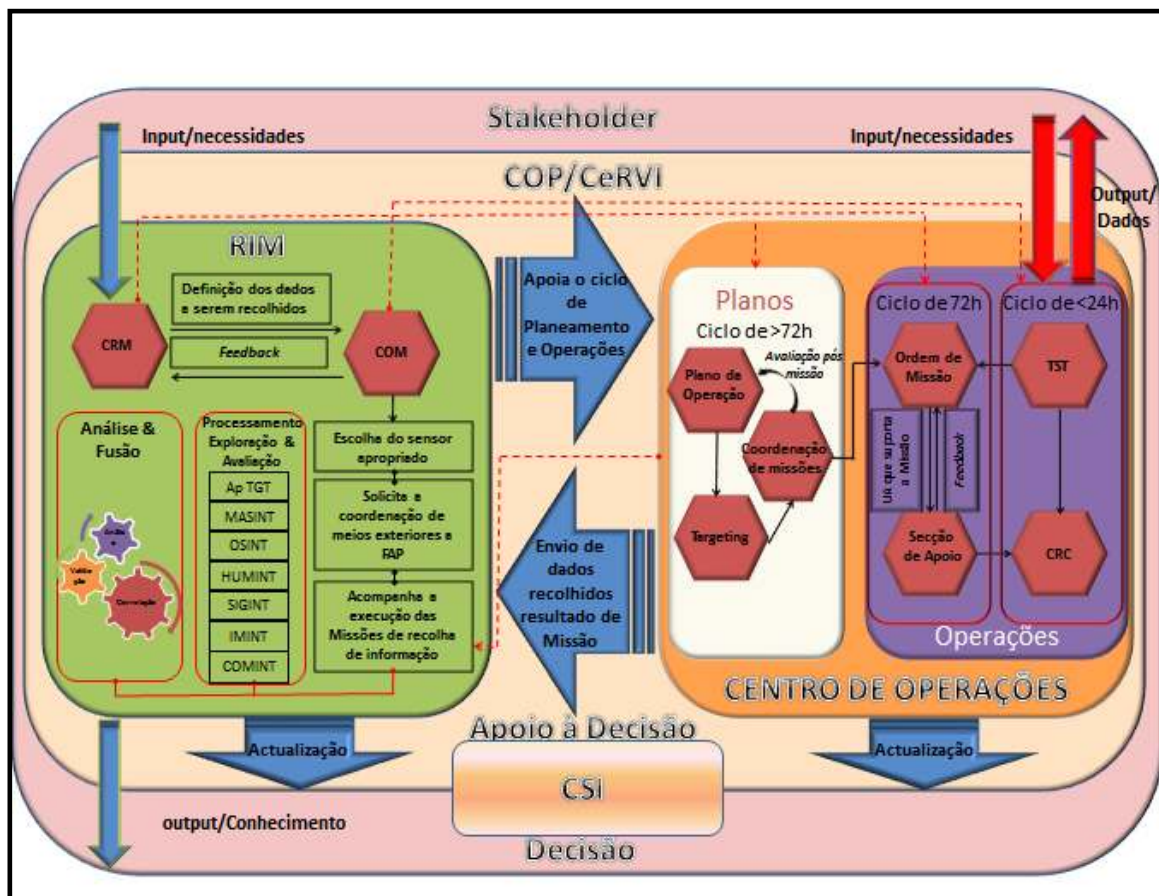 Stakeholder
Input/necessidades
Input/necessidades
COP/CeRVI
Output/
Dados
RIM
Definição dos dados
a serem recolhidos
CRM
Feedback
COM
Análise &
Fusão
Processamento
Exploração &
Avaliação
Ap TGT
MASINT
OSINT
HUMINT
SIGINT
IMINT
COMINT
Escolha do sensor
apropriado
Solicita a
coordenação de
meios exteriores a
FAP
Acompanha a
execução das
Missões de recolha
de informação
Correlação
Apoia o ciclo
de
Planeamento
e Operações
Envio de
dados
recolhidos
resultado de
Missão
Planos
Ciclo de >72h
Avaliação pós
missão
Plano de
Operação
Coordenação
de missões
Targeting
Ciclo de 72h
Ciclo de <24h
Ordem de
Missão
TST
UA que suporta
a Missão
Feedback
Secção
de Apoio
CRC
Operações
CENTRO DE OPERAÇÕES
Actualização
Apoio à Decisão
Actualização
CSI
output/Conhecimento
Decisão